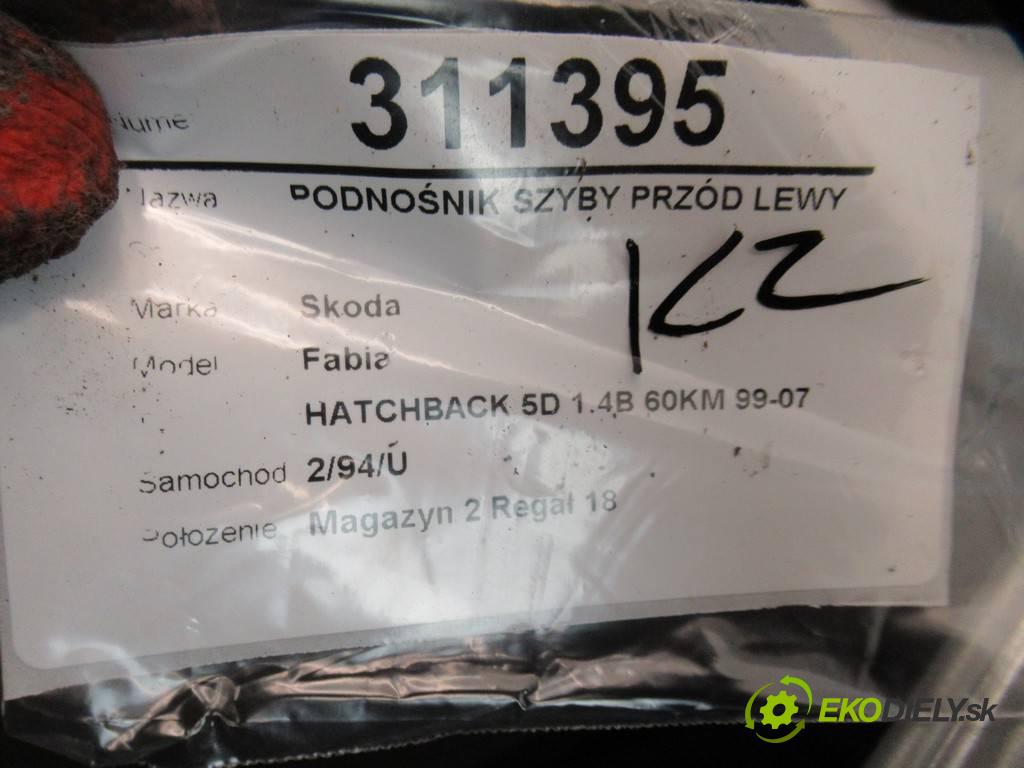 311395
Nazwa PODNOŚNIK SZYBY PRZÓD LEWY
KZ
Marka Skoda
Model Fabia
HATCHBACK 5D 1.4B 60KM 99-07
Samochod 2/94/U
Położenie Magazyn 2 Regał 18
EKODIELY.sk